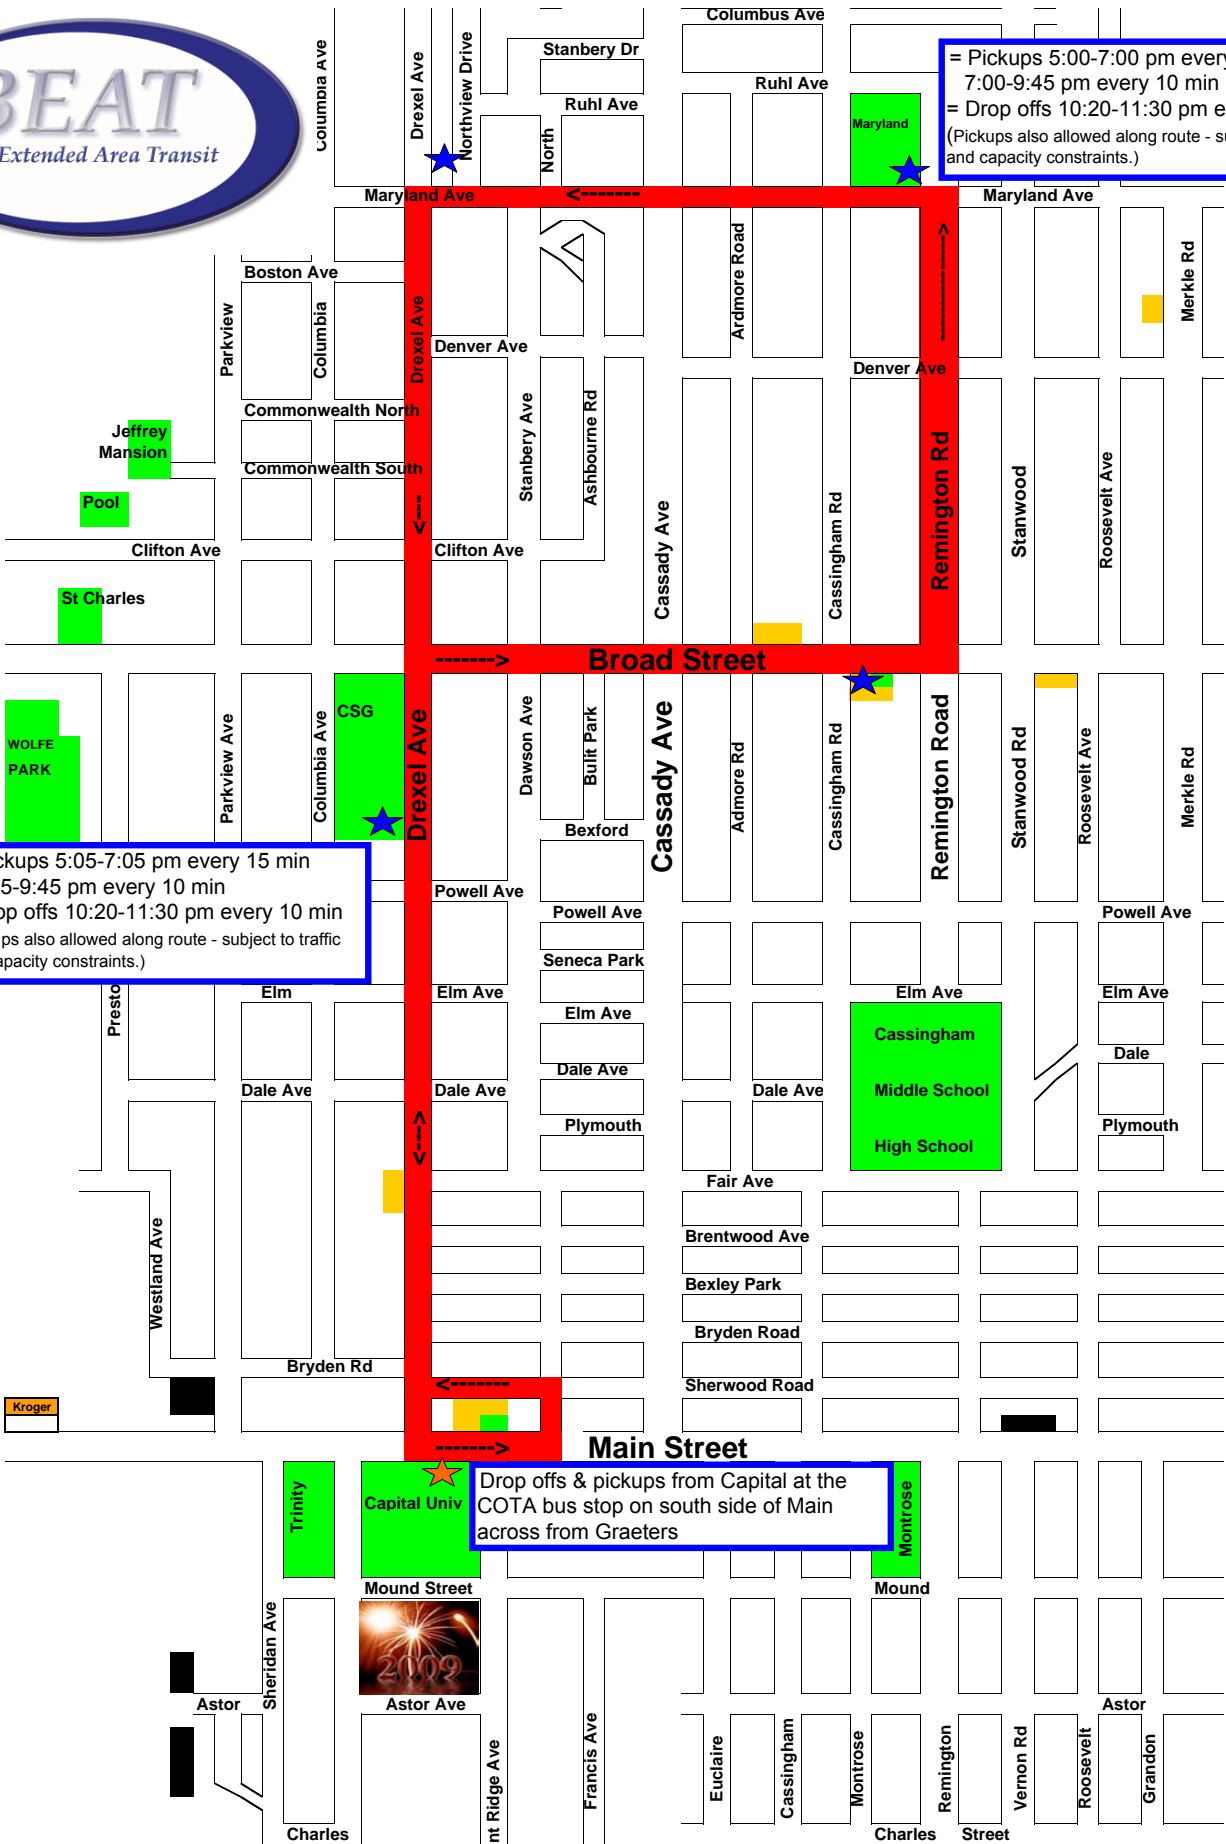 BEAT
Extended Area Transit
Columbia Ave
Drexel Ave
Northview Drive
Stanbery Dr
Columbus Ave
Ruhl Ave
Ruhl Ave
North
Maryland
= Pickups 5:00-7:00 pm every
7:00-9:45 pm every 10 min
= Drop offs 10:20-11:30 pm e
(Pickups also allowed along route - su
and capacity constraints.)
Maryland Ave
<-------
Maryland Ave
Boston Ave
Parkview
Columbia
Drexel Ave
Denver Ave
Ardmore Road
------------>
Denver Ave
Merkle Rd
Commonwealth North
Jeffrey
Mansion
Commonwealth South
Pool
<---
Stanbery Ave
Ashbourne Rd
Cassady Ave
Cassingham Rd
Remington Rd
Stanwood
Roosevelt Ave
Clifton Ave
Clifton Ave
St Charles
-------> Broad Street
WOLFE
PARK
Parkview Ave
Columbia Ave
CSG
Drexel Ave
Dawson Ave
Bulit Park
Cassady Ave
Admore Rd
Cassingham Rd
Remington Road
Stanwood Rd
Roosevelt Ave
Merkle Rd
Bexford
ckups 5:05-7:05 pm every 15 min
5-9:45 pm every 10 min
op offs 10:20-11:30 pm every 10 min
ps also allowed along route - subject to traffic
apacity constraints.)
Powell Ave
Powell Ave
Powell Ave
Seneca Park
Presto
Elm
Elm Ave
Elm Ave
Elm Ave
Elm Ave
Cassingham
Middle School
High School
Dale Ave
Dale Ave
Dale Ave
Dale Ave
Dale
Plymouth
Plymouth
<--->
Fair Ave
Westland Ave
Brentwood Ave
Bexley Park
Bryden Road
Bryden Rd
<-------
Sherwood Road
Kroger
-------> Main Street
Trinity
Capital Univ
Drop offs & pickups from Capital at the
COTA bus stop on south side of Main
across from Graeters
Montrose
Mound Street
Mound
2009
Sheridan Ave
Astor
Astor Ave
Astor
nt Ridge Ave
Francis Ave
Euclaire
Cassingham
Montrose
Remington
Vernon Rd
Roosevelt
Grandon
Charles
Charles Street